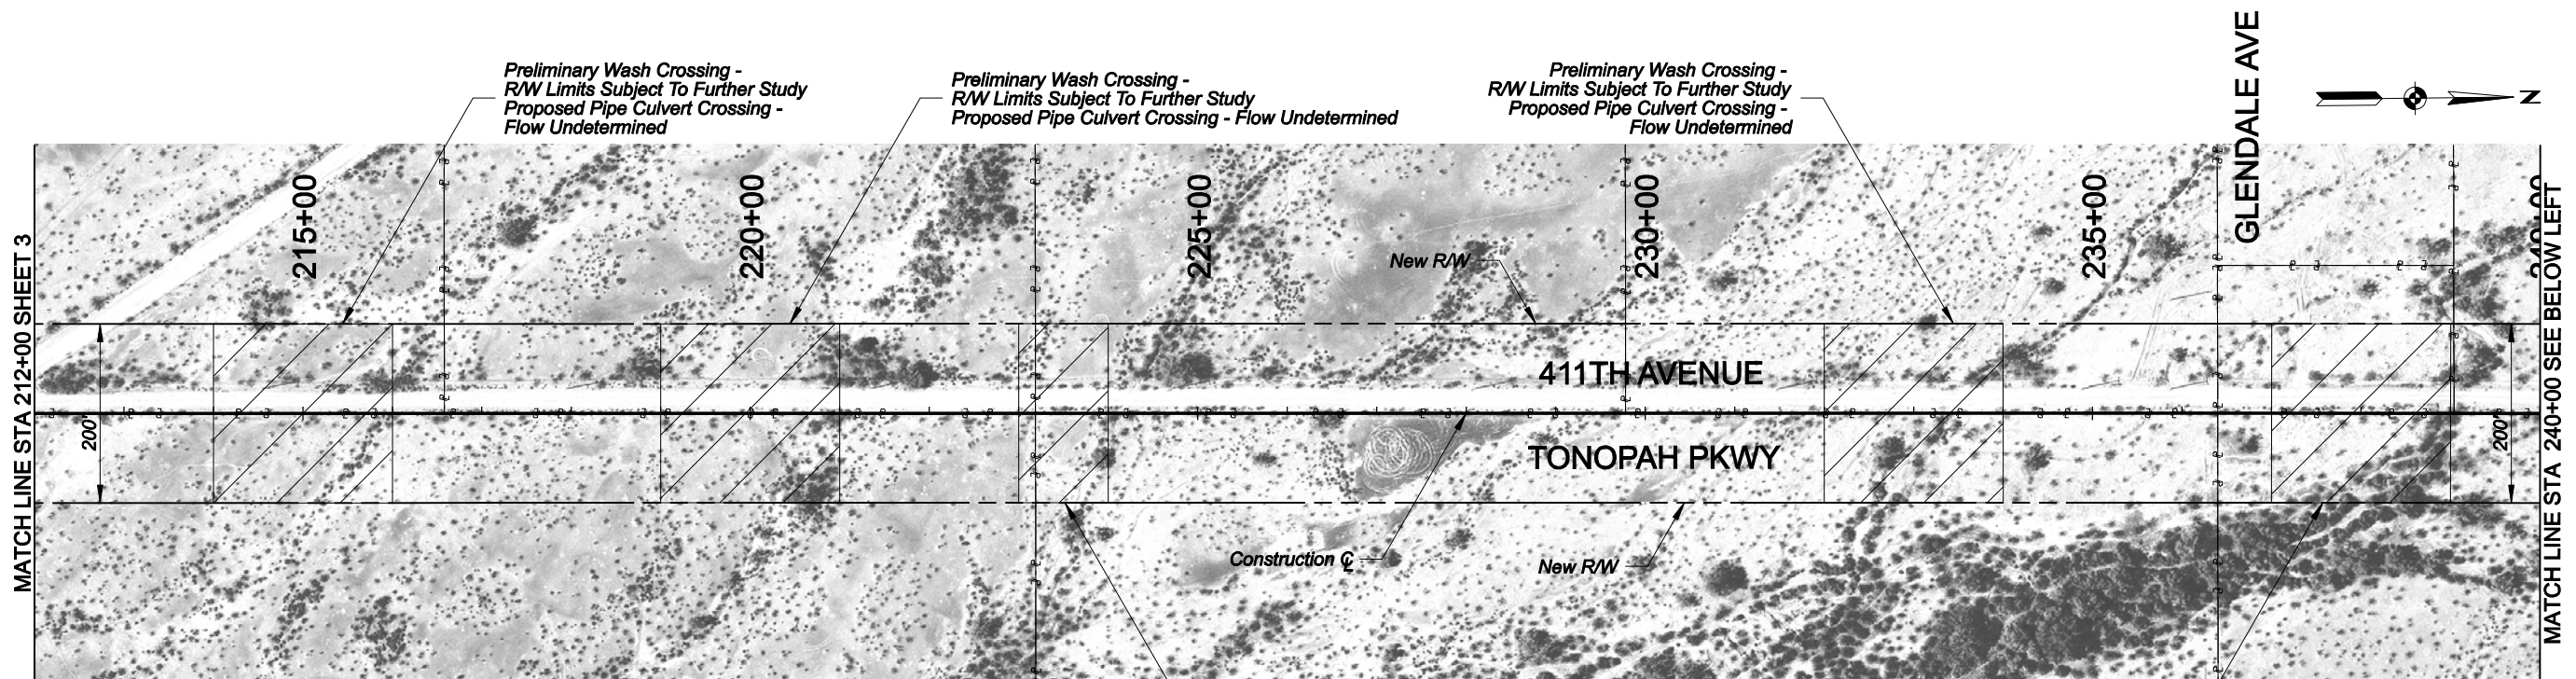 Preliminary Wash Crossing -
R/W Limits Subject To Further Study
Proposed Pipe Culvert Crossing -
Flow Undetermined
Preliminary Wash Crossing -
R/W Limits Subject To Further Study
Proposed Pipe Culvert Crossing - Flow Undetermined
Preliminary Wash Crossing -
R/W Limits Subject To Further Study
Proposed Pipe Culvert Crossing -
Flow Undetermined
GLENDALE AVE
N
MATCH LINE STA 212+00 SHEET 3
215+00
220+00
225+00
230+00
235+00
240+00
MATCH LINE STA 240+00 SEE BELOW LEFT
New R/W
411TH AVENUE
200'
TONOPAH PKWY
200'
Construction ℄
New R/W